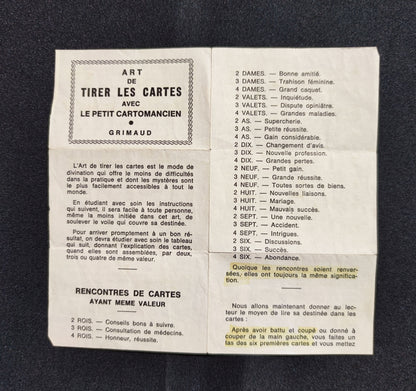 ART
DE
TIRER LES CARTES
AVEC
LE PETIT CARTOMANCIEN
GRIMAUD
L'Art de tirer les cartes est le mode de
divination qui offre le moins de difficultés
dans la pratique et dont les mystères sont
le plus facilement accessibles à tout le
monde.
En étudiant avec soin les instructions
qui suivent, il sera facile à toute personne,
même la moins initiée dans cet art, de
soulever le voile qui couvre sa destinée.
Pour arriver promptement à un bon ré-
sultat, on devra étudier avec soin le tableau
qui suit, donnant l'explication des cartes,
quand elles sont assemblées, par deux,
trois ou quatre de même valeur.
RENCONTRES DE CARTES
AYANT MEME VALEUR
2 ROIS. — Conseils bons à suivre.
3 ROIS. — Consultation de médecins.
4 ROIS. — Honneur, réussite.
2 DAMES. — Bonne amitié.
3 DAMES. — Trahison féminine.
4 DAMES. — Grand caquet.
2 VALETS. — Inquiétude.
3 VALETS. — Dispute opiniâtre.
4 VALETS. — Grandes maladies.
2 AS. — Supercherie.
3 AS. — Petite réussite.
4 AS. — Gain considérable.
2 DIX. — Changement d'avis.
3 DIX. — Nouvelle profession.
4 DIX. — Grandes pertes.
2 NEUF. — Petit gain.
3 NEUF. — Grande réussite.
4 NEUF. — Toutes sortes de biens.
2 HUIT. — Nouvelles liaisons.
3 HUIT. — Mariage.
4 HUIT. — Mauvais succès.
2 SEPT. — Une nouvelle.
3 SEPT. — Accident.
4 SEPT. — Intrigues.
2 SIX. — Discussions.
3 SIX. — Succès.
4 SIX. — Abondance.
Quoique les rencontres soient renver-
sées, elles ont toujours la même significa-
tion.
Nous allons maintenant donner au lec-
teur le moyen de lire sa destinée dans les
cartes :
Après avoir battu et coupé ou donné à
couper de la main gauche, vous faites un
tas des six premières cartes et vous mettez